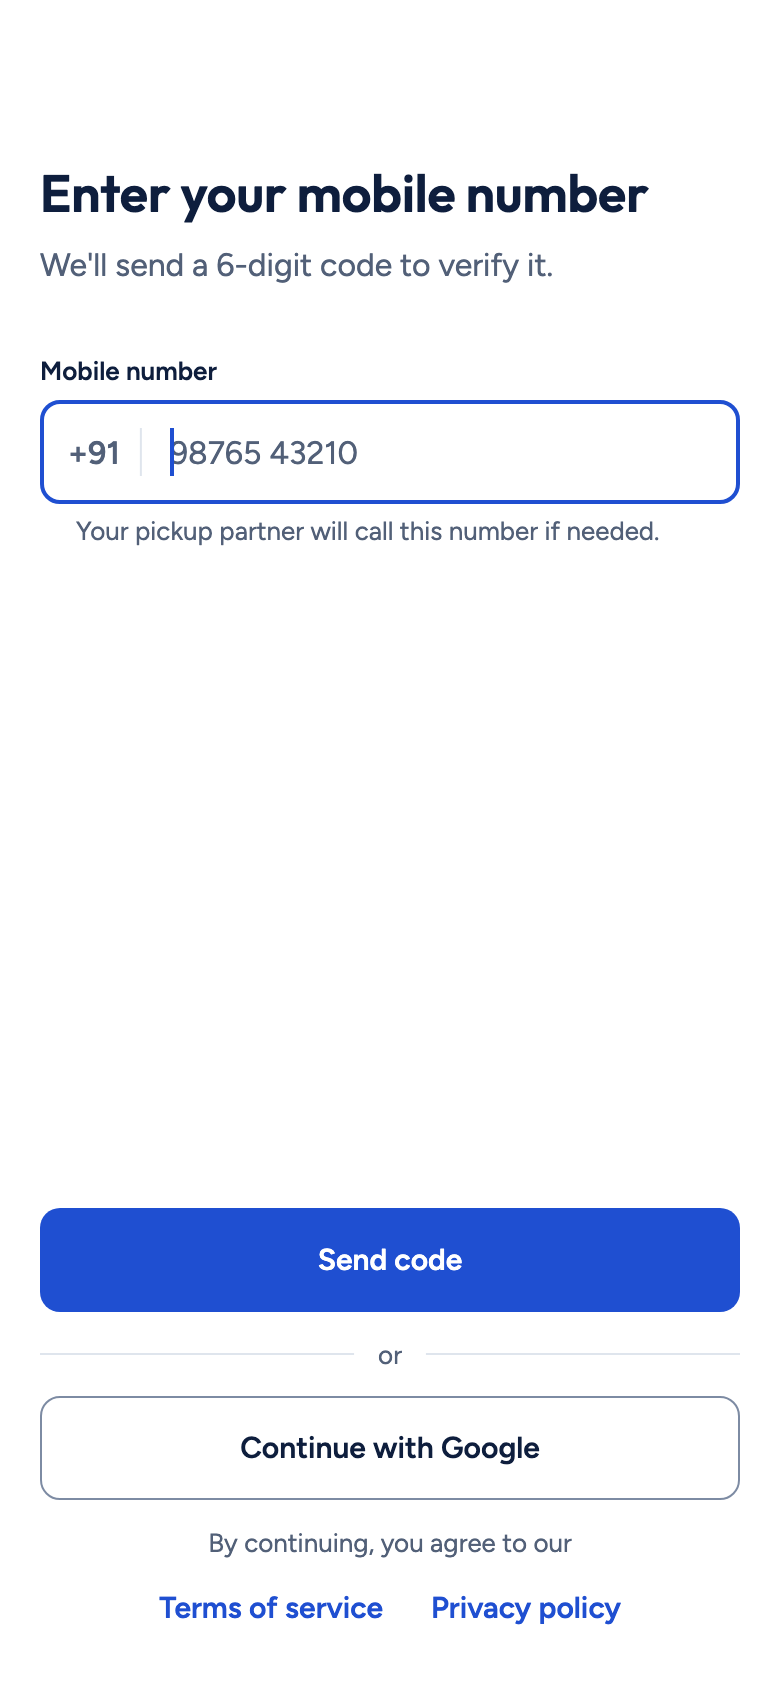 Enter your mobile number
We'll send a 6-digit code to verify it.
Mobile number
+91 98765 43210
Your pickup partner will call this number if needed.
Send code
or
Continue with Google
By continuing, you agree to our
Terms of service Privacy policy